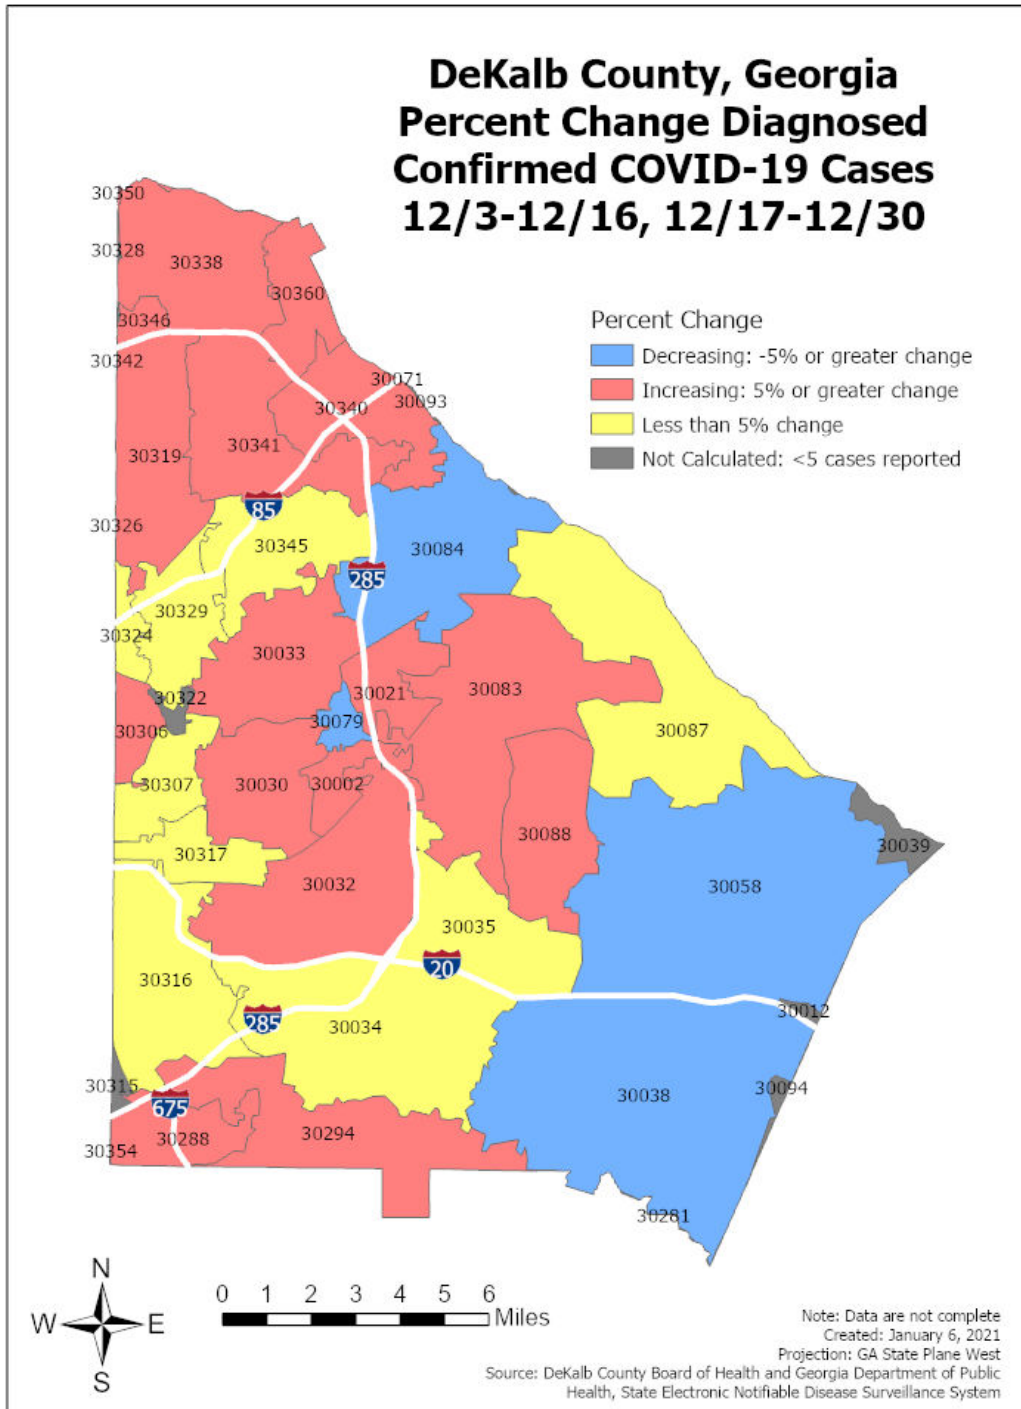 DeKalb County, Georgia
Percent Change Diagnosed
Confirmed COVID-19 Cases
12/3-12/16, 12/17-12/30
30350
30328
30338
30360
30346
30342
30071
30093
30340
30341
30319
30326
85
30345
30084
285
30329
30324
30033
30021
30083
30322
30079
30306
30087
30307
30030
30002
30088
30039
30317
30032
30058
30035
20
30316
30012
285
30034
30315
675
30038
30094
30288
30294
30354
30281
Percent Change
Decreasing: -5% or greater change
Increasing: 5% or greater change
Less than 5% change
Not Calculated: <5 cases reported
N
W E
S
0 1 2 3 4 5 6
Miles
Note: Data are not complete
Created: January 6, 2021
Projection: GA State Plane West
Source: DeKalb County Board of Health and Georgia Department of Public
Health, State Electronic Notifiable Disease Surveillance System